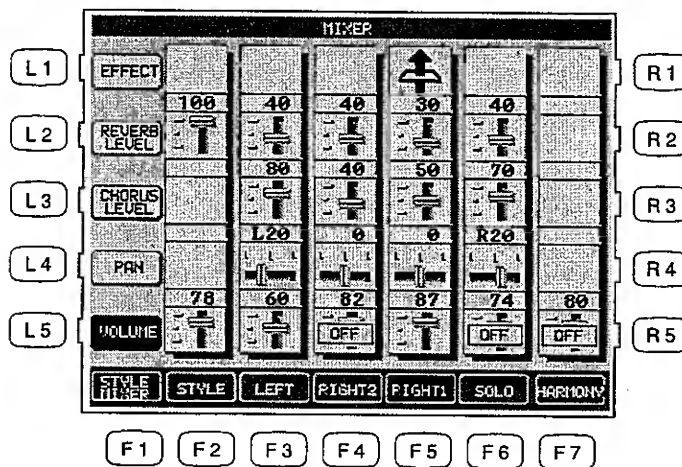 MIXER
L1 EFFECT R1
100 40 40 30 40
L2 REVERB LEVEL R2
80 40 50 70
L3 CHORUS LEVEL R3
L20 0 0 R20
L L L L L L L L L L L L
L4 PAN R4
78 60 82 87 74 80
L5 VOLUME OFF OFF OFF R5
STYLE MIXER STYLE LEFT RIGHT2 RIGHT1 SOLO HARMONY
F1 F2 F3 F4 F5 F6 F7